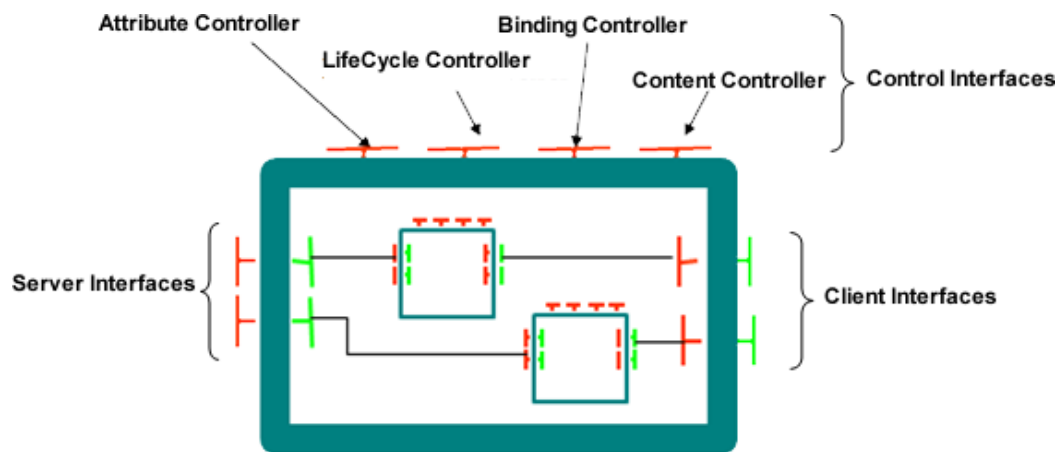 Attribute Controller
Binding Controller
LifeCycle Controller
Content Controller
Control Interfaces
Server Interfaces
Client Interfaces